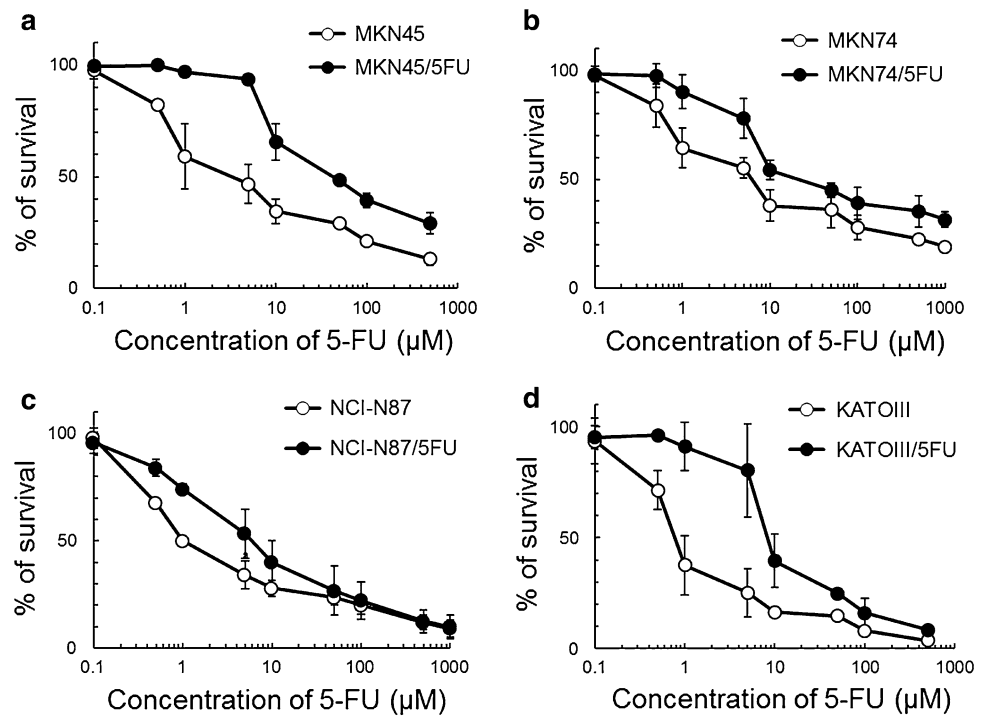 a
MKN45
MKN45/5FU
% of survival
100
50
0
0.1 1 10 100 1000
Concentration of 5-FU (μM)
b
MKN74
MKN74/5FU
% of survival
100
50
0
0.1 1 10 100 1000
Concentration of 5-FU (μM)
c
NCI-N87
NCI-N87/5FU
% of survival
100
50
0
0.1 1 10 100 1000
Concentration of 5-FU (μM)
d
KATOIII
KATOIII/5FU
% of survival
100
50
0
0.1 1 10 100 1000
Concentration of 5-FU (μM)